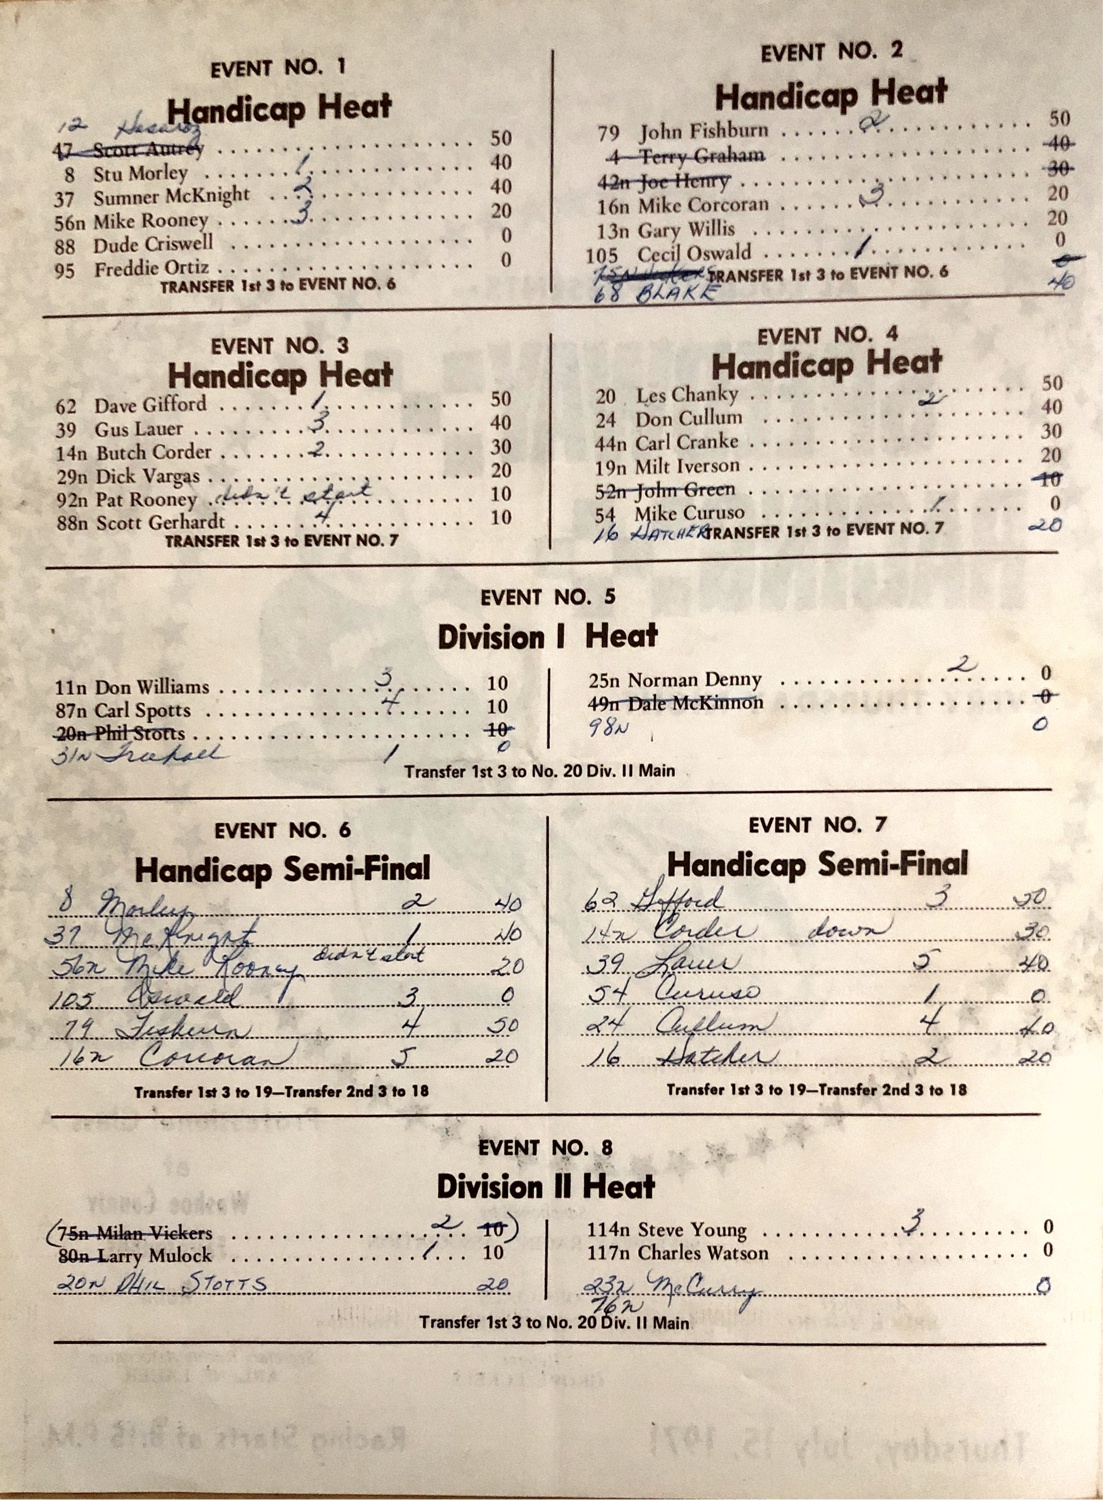 EVENT NO. 1
Handicap Heat
12
47 Scott Autrey 50
8 Stu Morley 1 40
37 Sumner McKnight 2 40
56n Mike Rooney 3 20
88 Dude Criswell 0
95 Freddie Ortiz 0
TRANSFER 1st 3 to EVENT NO. 6
EVENT NO. 2
Handicap Heat
79 John Fishburn 2 50
4 Terry Graham 40
42n Joe Henry 30
16n Mike Corcoran 3 20
13n Gary Willis 20
105 Cecil Oswald 1 0
75N TRANSFER 1st 3 to EVENT NO. 6
68 BLAKE 40
EVENT NO. 3
Handicap Heat
62 Dave Gifford 1 50
39 Gus Lauer 3 40
14n Butch Corder 2 30
29n Dick Vargas 20
92n Pat Rooney didn't start 10
88n Scott Gerhardt 4 10
TRANSFER 1st 3 to EVENT NO. 7
EVENT NO. 4
Handicap Heat
20 Les Chanky 2 50
24 Don Cullum 40
44n Carl Cranke 30
19n Milt Iverson 20
52n John Green 10
54 Mike Curuso 1 0
16 HATCHER TRANSFER 1st 3 to EVENT NO. 7 20
EVENT NO. 5
Division I Heat
11n Don Williams 3 10
87n Carl Spotts 4 10
20n Phil Stotts 10
31N 1 0
25n Norman Denny 2 0
49n Dale McKinnon 0
98N 0
Transfer 1st 3 to No. 20 Div. II Main
EVENT NO. 6
Handicap Semi-Final
8 Morley 2 40
37 McKnight 1 40
56n Mike Rooney Didn't start 20
105 Oswald 3 0
79 Fishburn 4 50
16n Corcoran 5 20
Transfer 1st 3 to 19—Transfer 2nd 3 to 18
EVENT NO. 7
Handicap Semi-Final
62 Gifford 3 50
14n Corder down 30
39 Lauer 5 40
54 Curuso 1 0
24 Cullum 4 40
16 Hatcher 2 20
Transfer 1st 3 to 19—Transfer 2nd 3 to 18
EVENT NO. 8
Division II Heat
(75n Milan Vickers 2 10)
80n Larry Mulock 1 10
20N PHIL STOTTS 20
114n Steve Young 3 0
117n Charles Watson 0
23n McCurry 0
76n
Transfer 1st 3 to No. 20 Div. II Main